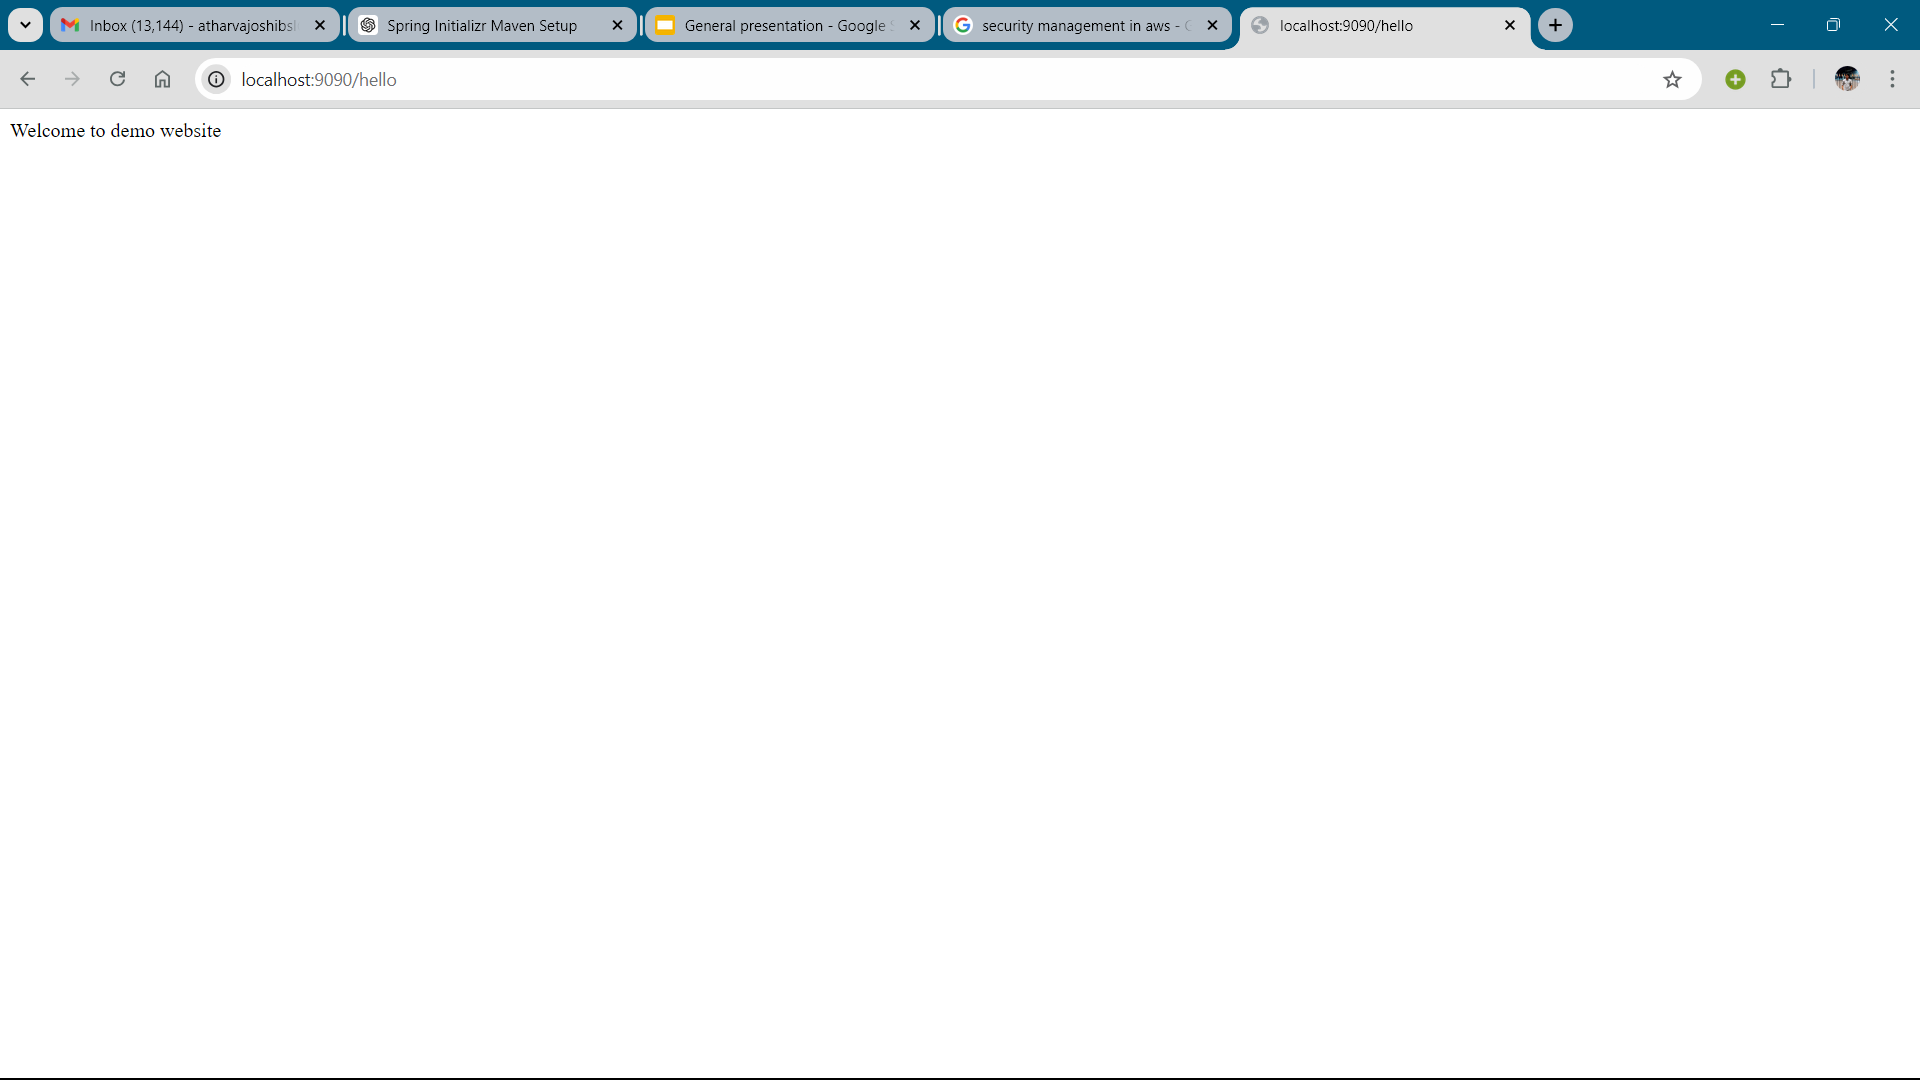 Inbox (13,144) - atharvajoshibsl
Spring Initializr Maven Setup
General presentation - Google
security management in aws -
localhost:9090/hello
localhost:9090/hello
Welcome to demo website